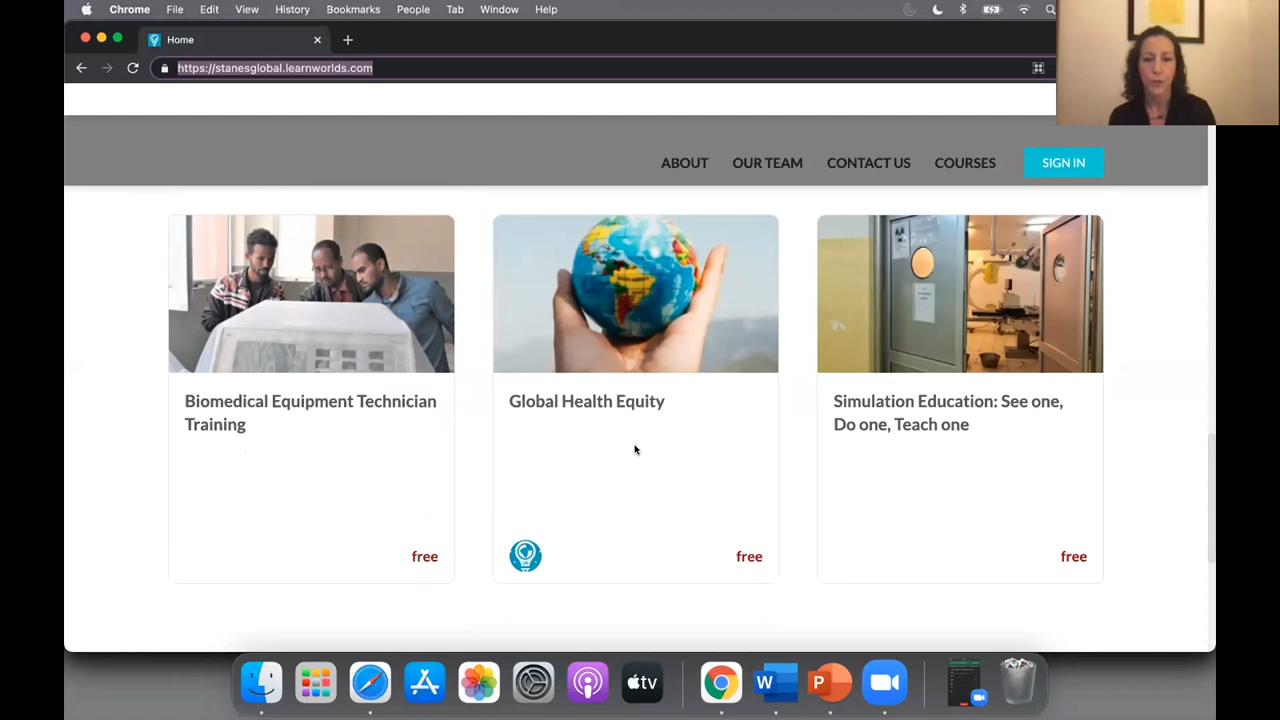 Chrome File Edit View History Bookmarks People Tab Window Help
Home
https://stanesglobal.learnworlds.com
ABOUT OUR TEAM CONTACT US COURSES SIGN IN
Biomedical Equipment Technician
Training
free
Global Health Equity
free
Simulation Education: See one,
Do one, Teach one
free
tv
W
P